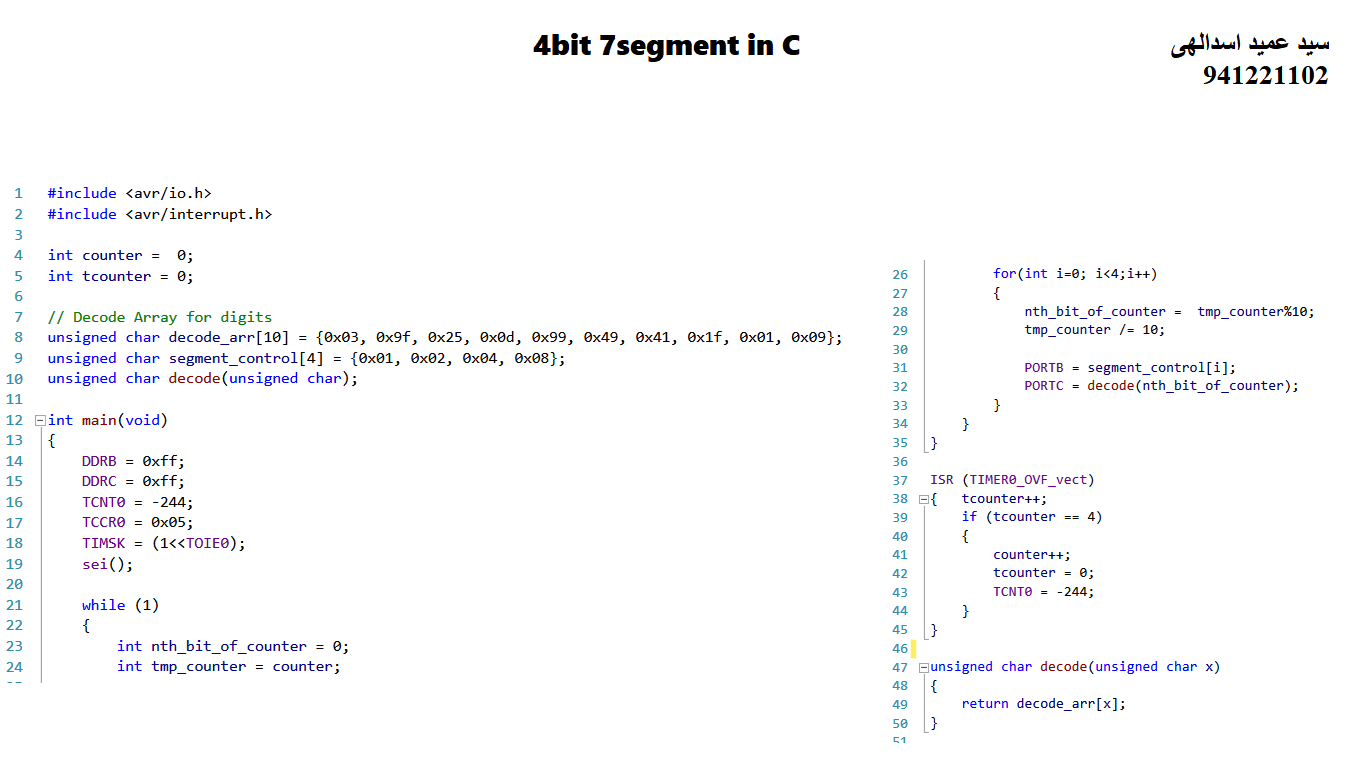 4bit 7segment in C
سید عمید اسدالهی
941221102
1 #include <avr/io.h>
2 #include <avr/interrupt.h>
3
4 int counter =  0;
5 int tcounter = 0;
6
7 // Decode Array for digits
8 unsigned char decode_arr[10] = {0x03, 0x9f, 0x25, 0x0d, 0x99, 0x49, 0x41, 0x1f, 0x01, 0x09};
9 unsigned char segment_control[4] = {0x01, 0x02, 0x04, 0x08};
10 unsigned char decode(unsigned char);
11
12 int main(void)
13 {
14     DDRB = 0xff;
15     DDRC = 0xff;
16     TCNT0 = -244;
17     TCCR0 = 0x05;
18     TIMSK = (1<<TOIE0);
19     sei();
20
21     while (1)
22     {
23         int nth_bit_of_counter = 0;
24         int tmp_counter = counter;
26         for(int i=0; i<4;i++)
27         {
28             nth_bit_of_counter =  tmp_counter%10;
29             tmp_counter /= 10;
30
31             PORTB = segment_control[i];
32             PORTC = decode(nth_bit_of_counter);
33         }
34     }
35 }
36
37 ISR (TIMER0_OVF_vect)
38 {   tcounter++;
39     if (tcounter == 4)
40     {
41         counter++;
42         tcounter = 0;
43         TCNT0 = -244;
44     }
45 }
46
47 unsigned char decode(unsigned char x)
48 {
49     return decode_arr[x];
50 }
51